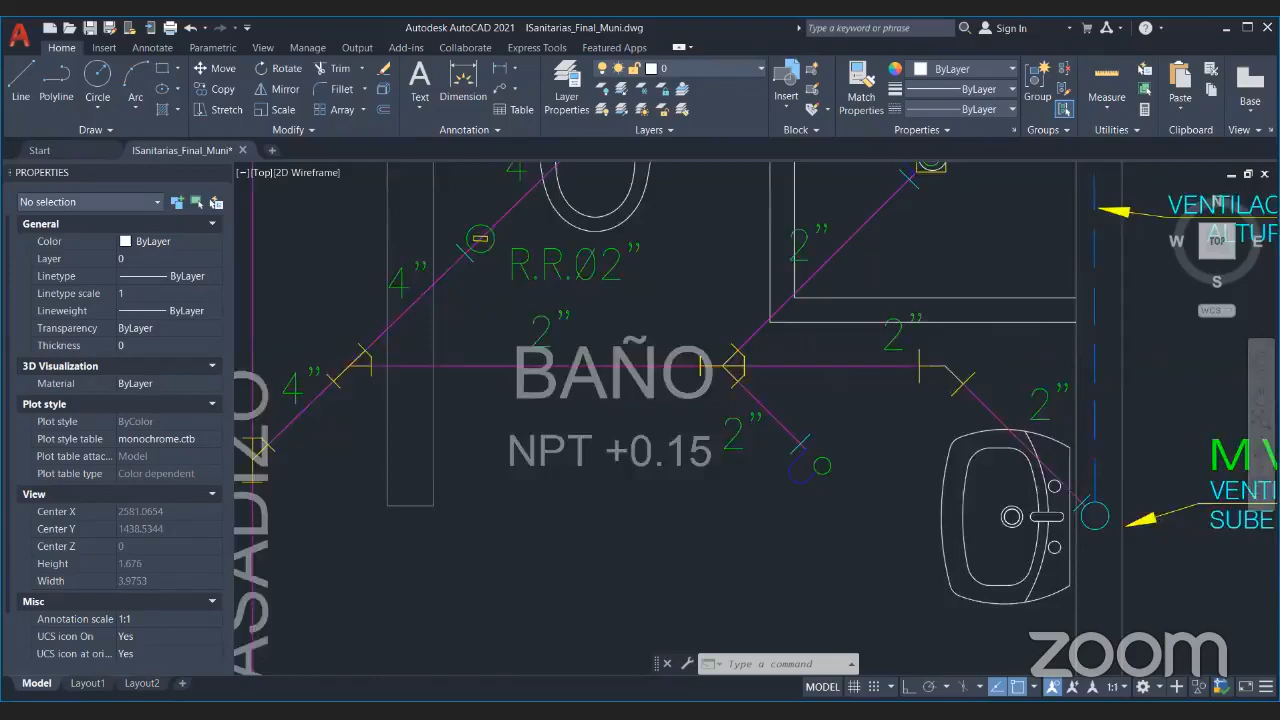 Autodesk AutoCAD 2021 ISanitarias_Final_Muni.dwg
Type a keyword or phrase
Sign In
Home Insert Annotate Parametric View Manage Output Add-ins Collaborate Express Tools Featured Apps
Line Polyline Circle Arc
Move Rotate Trim
Copy Mirror Fillet
Stretch Scale Array
Text Dimension Table
Layer Properties
0
Insert
Match Properties
ByLayer
ByLayer
ByLayer
Group Measure Paste Base
Draw Modify Annotation Layers Block Properties Groups Utilities Clipboard View
Start ISanitarias_Final_Muni*
PROPERTIES
[−][Top][2D Wireframe]
No selection
General
Color ByLayer
Layer 0
Linetype ByLayer
Linetype scale 1
Lineweight ByLayer
Transparency ByLayer
Thickness 0
3D Visualization
Material ByLayer
Plot style
Plot style ByColor
Plot style table monochrome.ctb
Plot table attac... Model
Plot table type Color dependent
View
Center X 2581.0654
Center Y 1438.5344
Center Z 0
Height 1.676
Width 3.9753
Misc
Annotation scale 1:1
UCS icon On Yes
UCS icon at ori... Yes
4
VENTILAC
ALTUF
N
W TOP E
S
WCS
2”
R.R.Ø2”
4”
2”
2”
BAÑO
4”
2”
2”
NPT +0.15
M V
VENTI
SUBE
ASADIZO
zoom
Type a command
Model Layout1 Layout2
MODEL 1:1